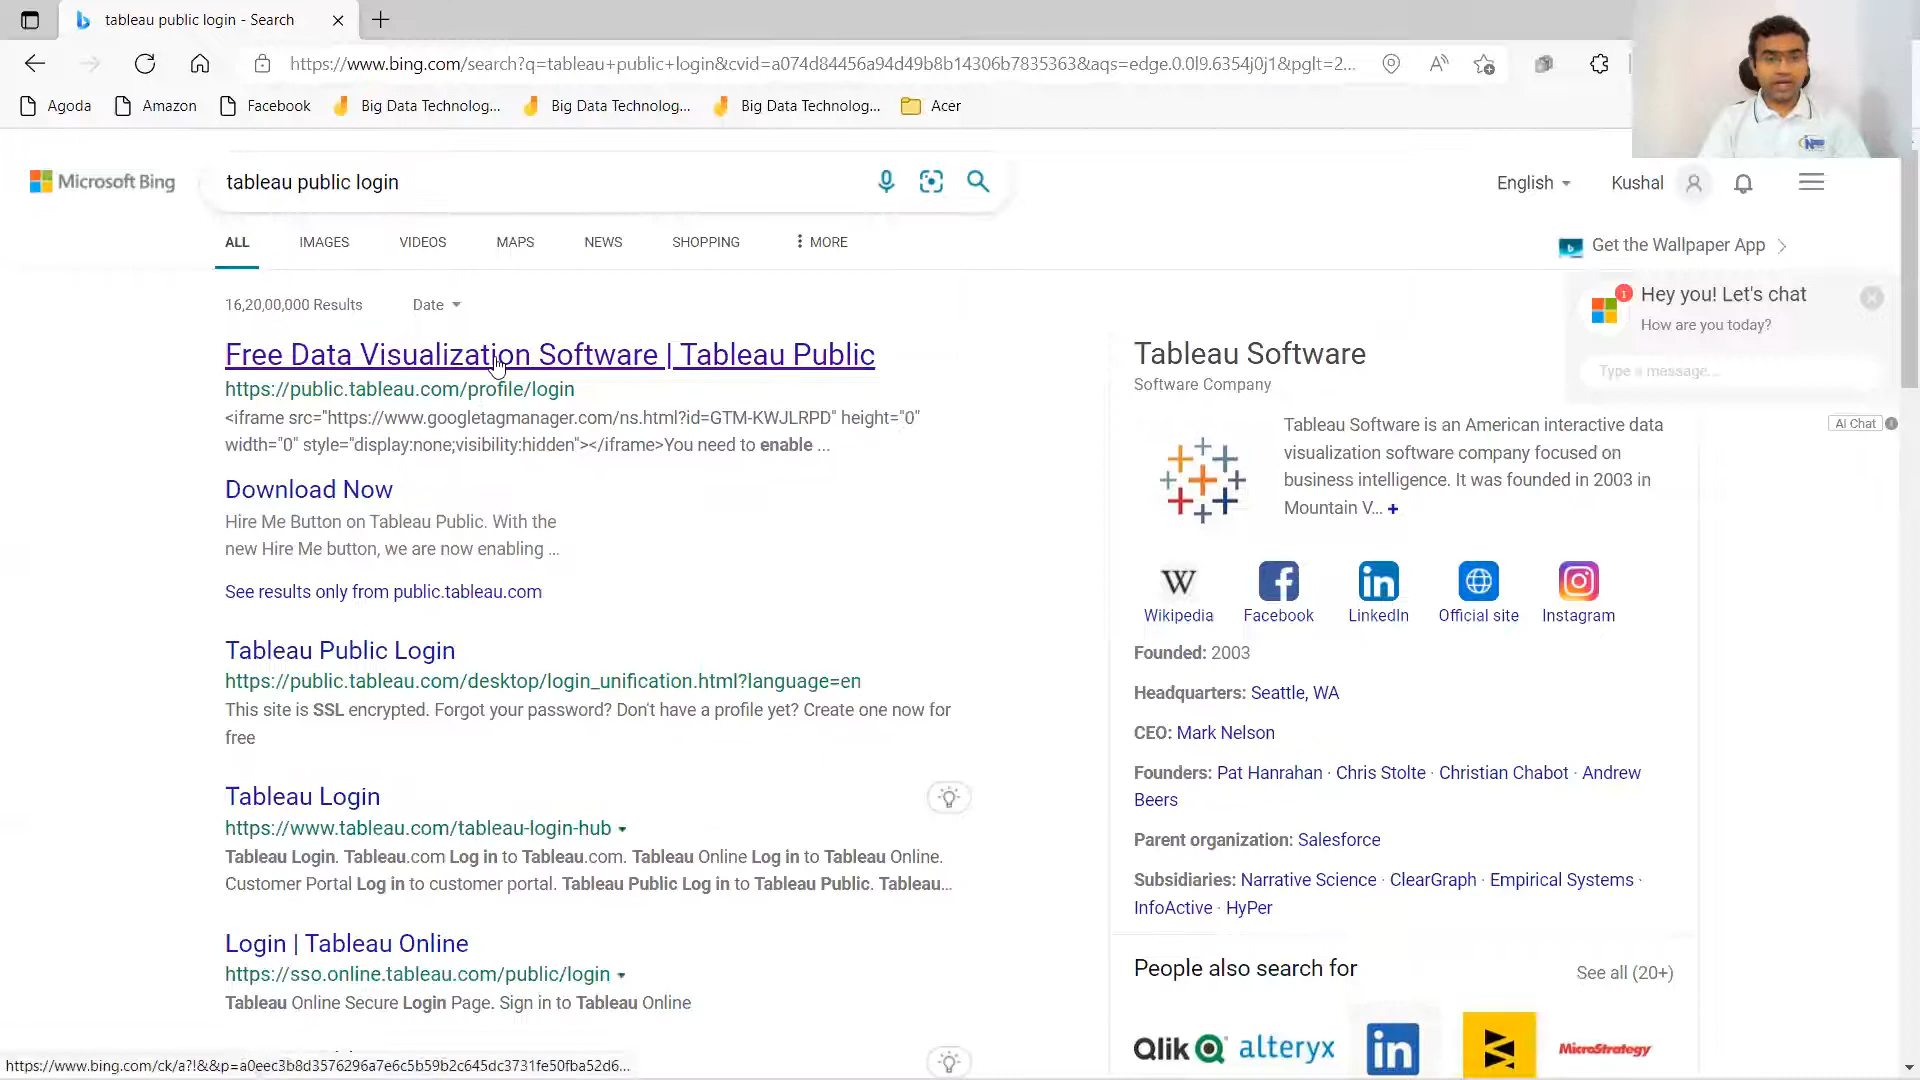 tableau public login - Search
https://www.bing.com/search?q=tableau+public+login&cvid=a074d84456a94d49b8b14306b7835363&aqs=edge.0.0l9.6354j0j1&pglt=2...
Agoda
Amazon
Facebook
Big Data Technolog...
Big Data Technolog...
Big Data Technolog...
Acer
Microsoft Bing
tableau public login
English
Kushal
ALL
IMAGES
VIDEOS
MAPS
NEWS
SHOPPING
MORE
Get the Wallpaper App
16,20,00,000 Results
Date
1
Hey you! Let's chat
How are you today?
Type a message...
AI Chat
Free Data Visualization Software | Tableau Public
https://public.tableau.com/profile/login
<iframe src="https://www.googletagmanager.com/ns.html?id=GTM-KWJLRPD" height="0"
width="0" style="display:none;visibility:hidden"></iframe>You need to enable ...
Download Now
Hire Me Button on Tableau Public. With the
new Hire Me button, we are now enabling ...
See results only from public.tableau.com
Tableau Public Login
https://public.tableau.com/desktop/login_unification.html?language=en
This site is SSL encrypted. Forgot your password? Don't have a profile yet? Create one now for
free
Tableau Login
https://www.tableau.com/tableau-login-hub
Tableau Login. Tableau.com Log in to Tableau.com. Tableau Online Log in to Tableau Online.
Customer Portal Log in to customer portal. Tableau Public Log in to Tableau Public. Tableau...
Login | Tableau Online
https://sso.online.tableau.com/public/login
Tableau Online Secure Login Page. Sign in to Tableau Online
Tableau Software
Software Company
Tableau Software is an American interactive data
visualization software company focused on
business intelligence. It was founded in 2003 in
Mountain V... +
W
Wikipedia
Facebook
LinkedIn
Official site
Instagram
Founded: 2003
Headquarters: Seattle, WA
CEO: Mark Nelson
Founders: Pat Hanrahan · Chris Stolte · Christian Chabot · Andrew
Beers
Parent organization: Salesforce
Subsidiaries: Narrative Science · ClearGraph · Empirical Systems ·
InfoActive · HyPer
People also search for
See all (20+)
Qlik
alteryx
in
MicroStrategy
https://www.bing.com/ck/a?!&&p=a0eec3b8d3576296a7e6c5b59b2c645dc3731fe50fba52d6...